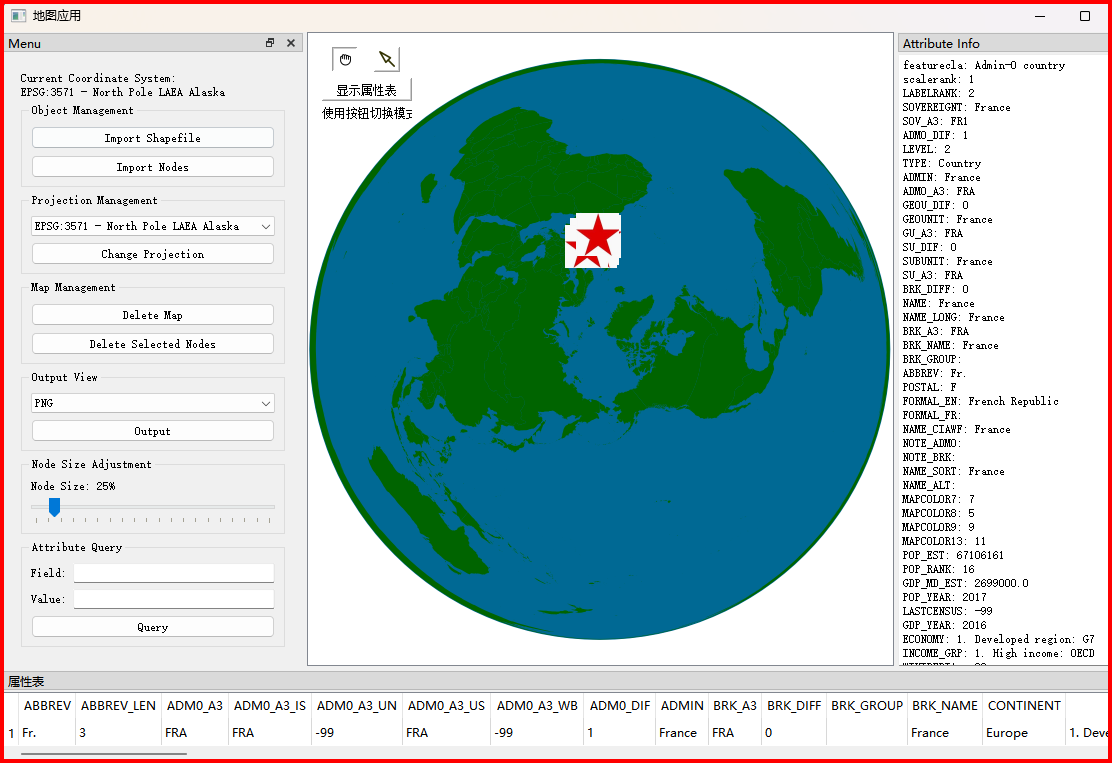 地图应用
Menu
Current Coordinate System:
EPSG:3571 - North Pole LAEA Alaska
Object Management
Import Shapefile
Import Nodes
Projection Management
EPSG:3571 - North Pole LAEA Alaska
Change Projection
Map Management
Delete Map
Delete Selected Nodes
Output View
PNG
Output
Node Size Adjustment
Node Size: 25%
Attribute Query
Field:
Value:
Query
显示属性表
使用按钮切换模式
Attribute Info
featurecla: Admin-0 country
scalerank: 1
LABELRANK: 2
SOVEREIGNT: France
SOV_A3: FR1
ADM0_DIF: 1
LEVEL: 2
TYPE: Country
ADMIN: France
ADM0_A3: FRA
GEOU_DIF: 0
GEOUNIT: France
GU_A3: FRA
SU_DIF: 0
SUBUNIT: France
SU_A3: FRA
BRK_DIFF: 0
NAME: France
NAME_LONG: France
BRK_A3: FRA
BRK_NAME: France
BRK_GROUP:
ABBREV: Fr.
POSTAL: F
FORMAL_EN: French Republic
FORMAL_FR:
NAME_CIAWF: France
NOTE_ADM0:
NOTE_BRK:
NAME_SORT: France
NAME_ALT:
MAPCOLOR7: 7
MAPCOLOR8: 5
MAPCOLOR9: 9
MAPCOLOR13: 11
POP_EST: 67106161
POP_RANK: 16
GDP_MD_EST: 2699000.0
POP_YEAR: 2017
LASTCENSUS: -99
GDP_YEAR: 2016
ECONOMY: 1. Developed region: G7
INCOME_GRP: 1. High income: OECD
属性表
ABBREV ABBREV_LEN ADM0_A3 ADM0_A3_IS ADM0_A3_UN ADM0_A3_US ADM0_A3_WB ADM0_DIF ADMIN BRK_A3 BRK_DIFF BRK_GROUP BRK_NAME CONTINENT
1 Fr. 3 FRA FRA -99 FRA -99 1 France FRA 0 France Europe 1. Deve